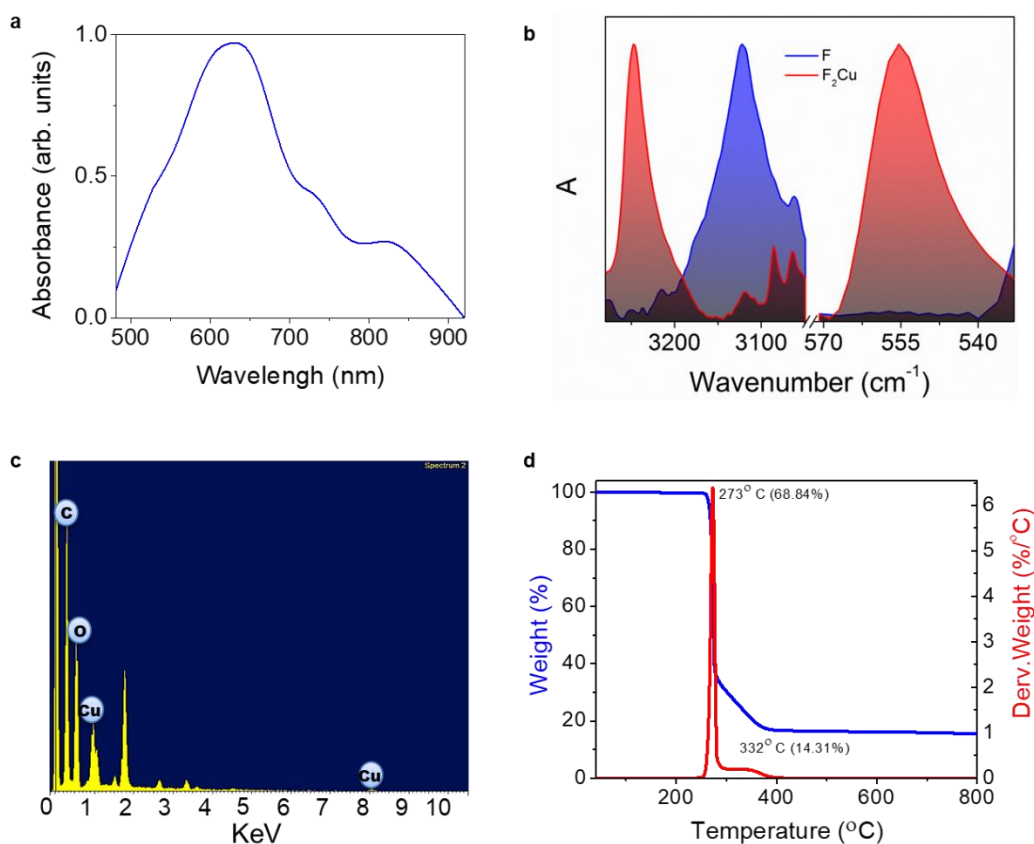 a
1.0
0.5
0.0
Absorbance (arb. units)
500 600 700 800 900
Wavelengh (nm)
b
F
F₂Cu
A
3200 3100 570 555 540
Wavenumber (cm⁻¹)
c
Spectrum 2
C
O
Cu
Cu
0 1 2 3 4 5 6 7 8 9 10
KeV
d
273° C (68.84%)
332° C (14.31%)
100
80
60
40
20
0
Weight (%)
6
5
4
3
2
1
0
Derv.Weight (%/°C)
200 400 600 800
Temperature (°C)